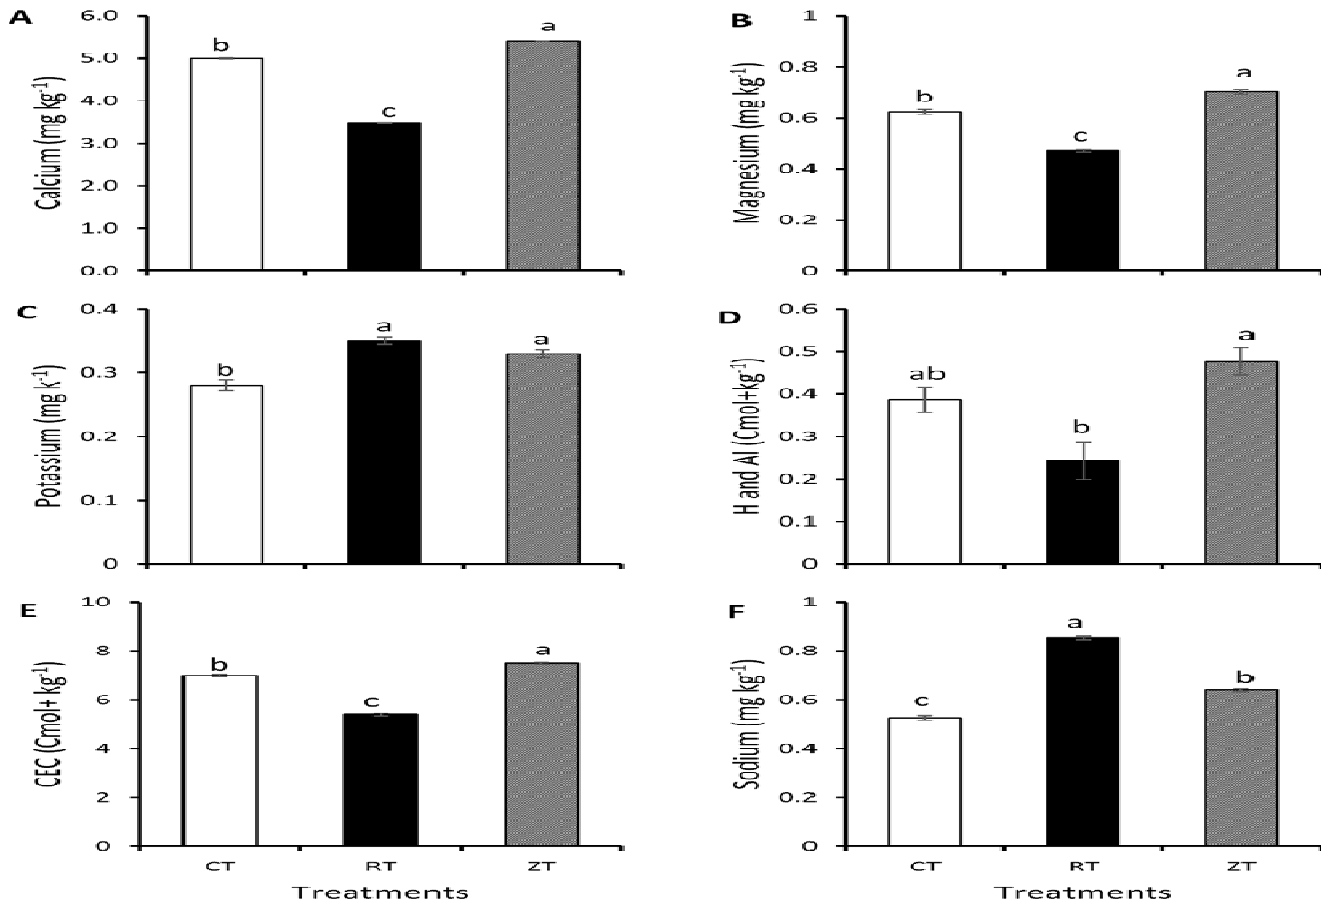 A
Calcium (mg kg-1)
6.0
5.0
4.0
3.0
2.0
1.0
0.0
b
c
a
B
Magnesium (mg kg-1)
1
0.8
0.6
0.4
0.2
0
b
c
a
C
Potassium (mg k-1)
0.4
0.3
0.2
0.1
0
b
a
a
D
H and Al (Cmol+kg-1)
0.6
0.5
0.4
0.3
0.2
0.1
0
ab
b
a
E
CEC (Cmol+ kg-1)
10
8
6
4
2
0
b
c
a
CT RT ZT
Treatments
F
Sodium (mg kg-1)
1
0.8
0.6
0.4
0.2
0
c
a
b
CT RT ZT
Treatments